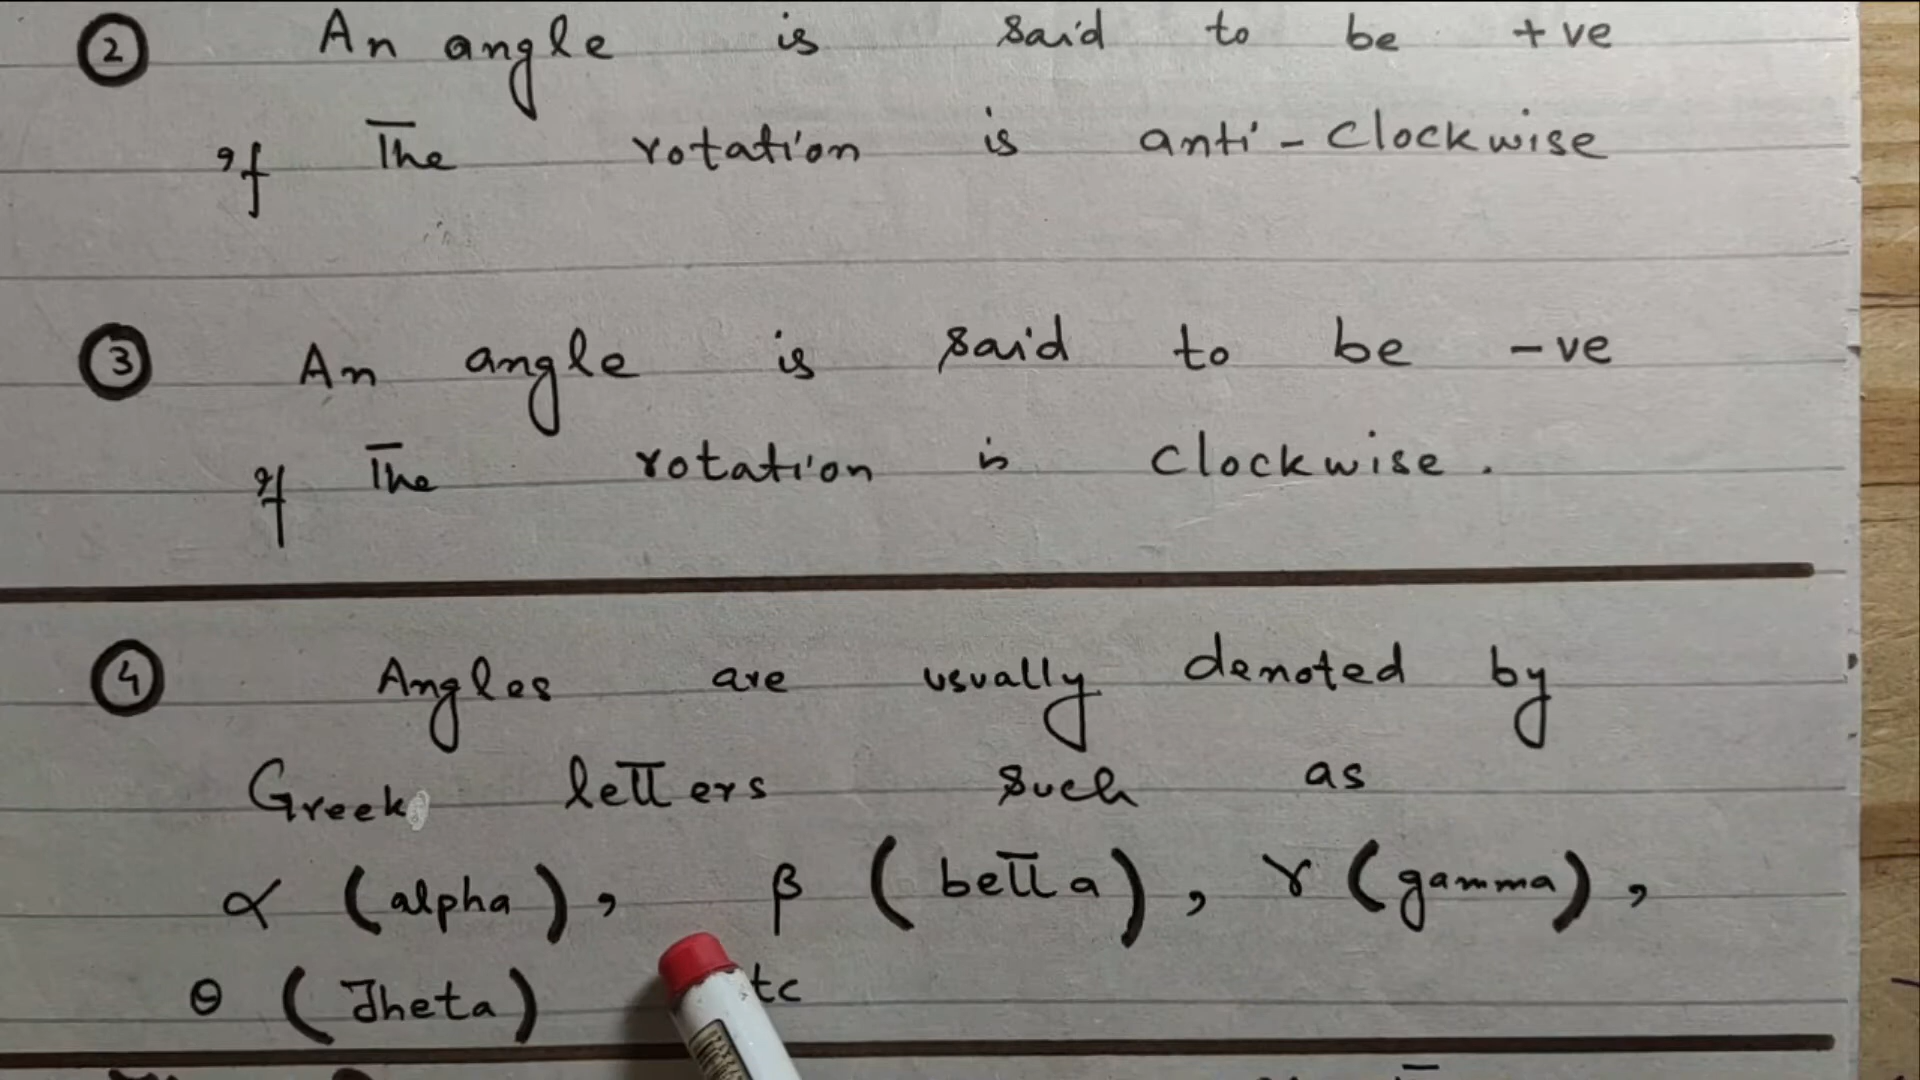 2 An angle is said to be +ve
if The rotation is anti-Clockwise
3 An angle is said to be -ve
if The rotation is Clockwise.
4 Angles are usually denoted by
Greek letters such as
α (alpha), β (betta), γ (gamma),
θ (Theta) tc